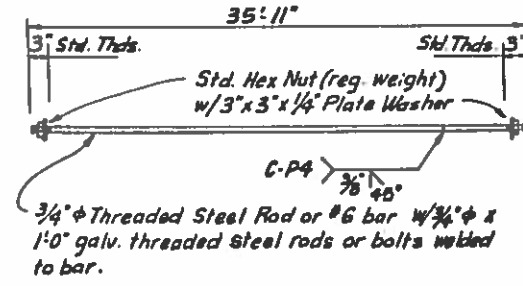 35'-11"
3" Std. Thds.
Std. Thds. 3"
Std. Hex Nut (reg. weight)
w/3"x3"x1/4" Plate Washer
C-P4
3/8" 45°
3/4" Φ Threaded Steel Rod or #6 bar w/3/4" Φ x
1'-0" galv. threaded steel rods or bolts welded
to bar.